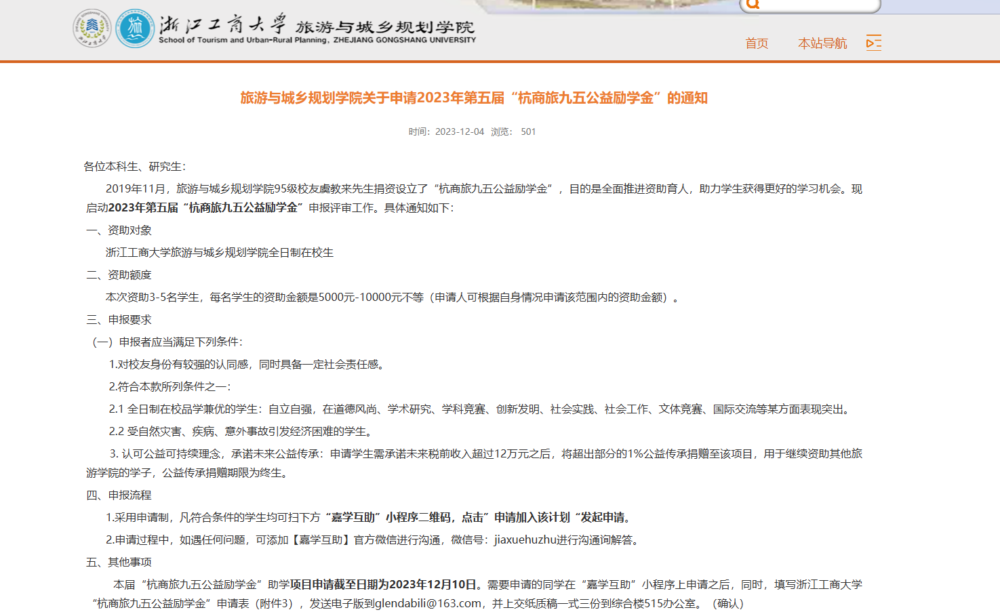 浙江工商大学 旅游与城乡规划学院
School of Tourism and Urban-Rural Planning, ZHEJIANG GONGSHANG UNIVERSITY
首页 本站导航
旅游与城乡规划学院关于申请2023年第五届“杭商旅九五公益励学金”的通知
时间：2023-12-04 浏览： 501
各位本科生、研究生：
2019年11月，旅游与城乡规划学院95级校友虞教来先生捐资设立了“杭商旅九五公益励学金”，目的是全面推进资助育人，助力学生获得更好的学习机会。现
启动2023年第五届“杭商旅九五公益励学金”申报评审工作。具体通知如下：
一、资助对象
浙江工商大学旅游与城乡规划学院全日制在校生
二、资助额度
本次资助3-5名学生，每名学生的资助金额是5000元-10000元不等（申请人可根据自身情况申请该范围内的资助金额）。
三、申报要求
（一）申报者应当满足下列条件：
1.对校友身份有较强的认同感，同时具备一定社会责任感。
2.符合本款所列条件之一：
2.1 全日制在校品学兼优的学生：自立自强，在道德风尚、学术研究、学科竞赛、创新发明、社会实践、社会工作、文体竞赛、国际交流等某方面表现突出。
2.2 受自然灾害、疾病、意外事故引发经济困难的学生。
3. 认可公益可持续理念，承诺未来公益传承：申请学生需承诺未来税前收入超过12万元之后，将超出部分的1%公益传承捐赠至该项目，用于继续资助其他旅
游学院的学子，公益传承捐赠期限为终生。
四、申报流程
1.采用申请制，凡符合条件的学生均可扫下方“嘉学互助”小程序二维码，点击”申请加入该计划“发起申请。
2.申请过程中，如遇任何问题，可添加【嘉学互助】官方微信进行沟通，微信号：jiaxuehuzhu进行沟通询解答。
五、其他事项
本届“杭商旅九五公益励学金”助学项目申请截至日期为2023年12月10日。需要申请的同学在“嘉学互助”小程序上申请之后，同时，填写浙江工商大学
“杭商旅九五公益励学金”申请表（附件3），发送电子版到glendabili@163.com，并上交纸质稿一式三份到综合楼515办公室。（确认）